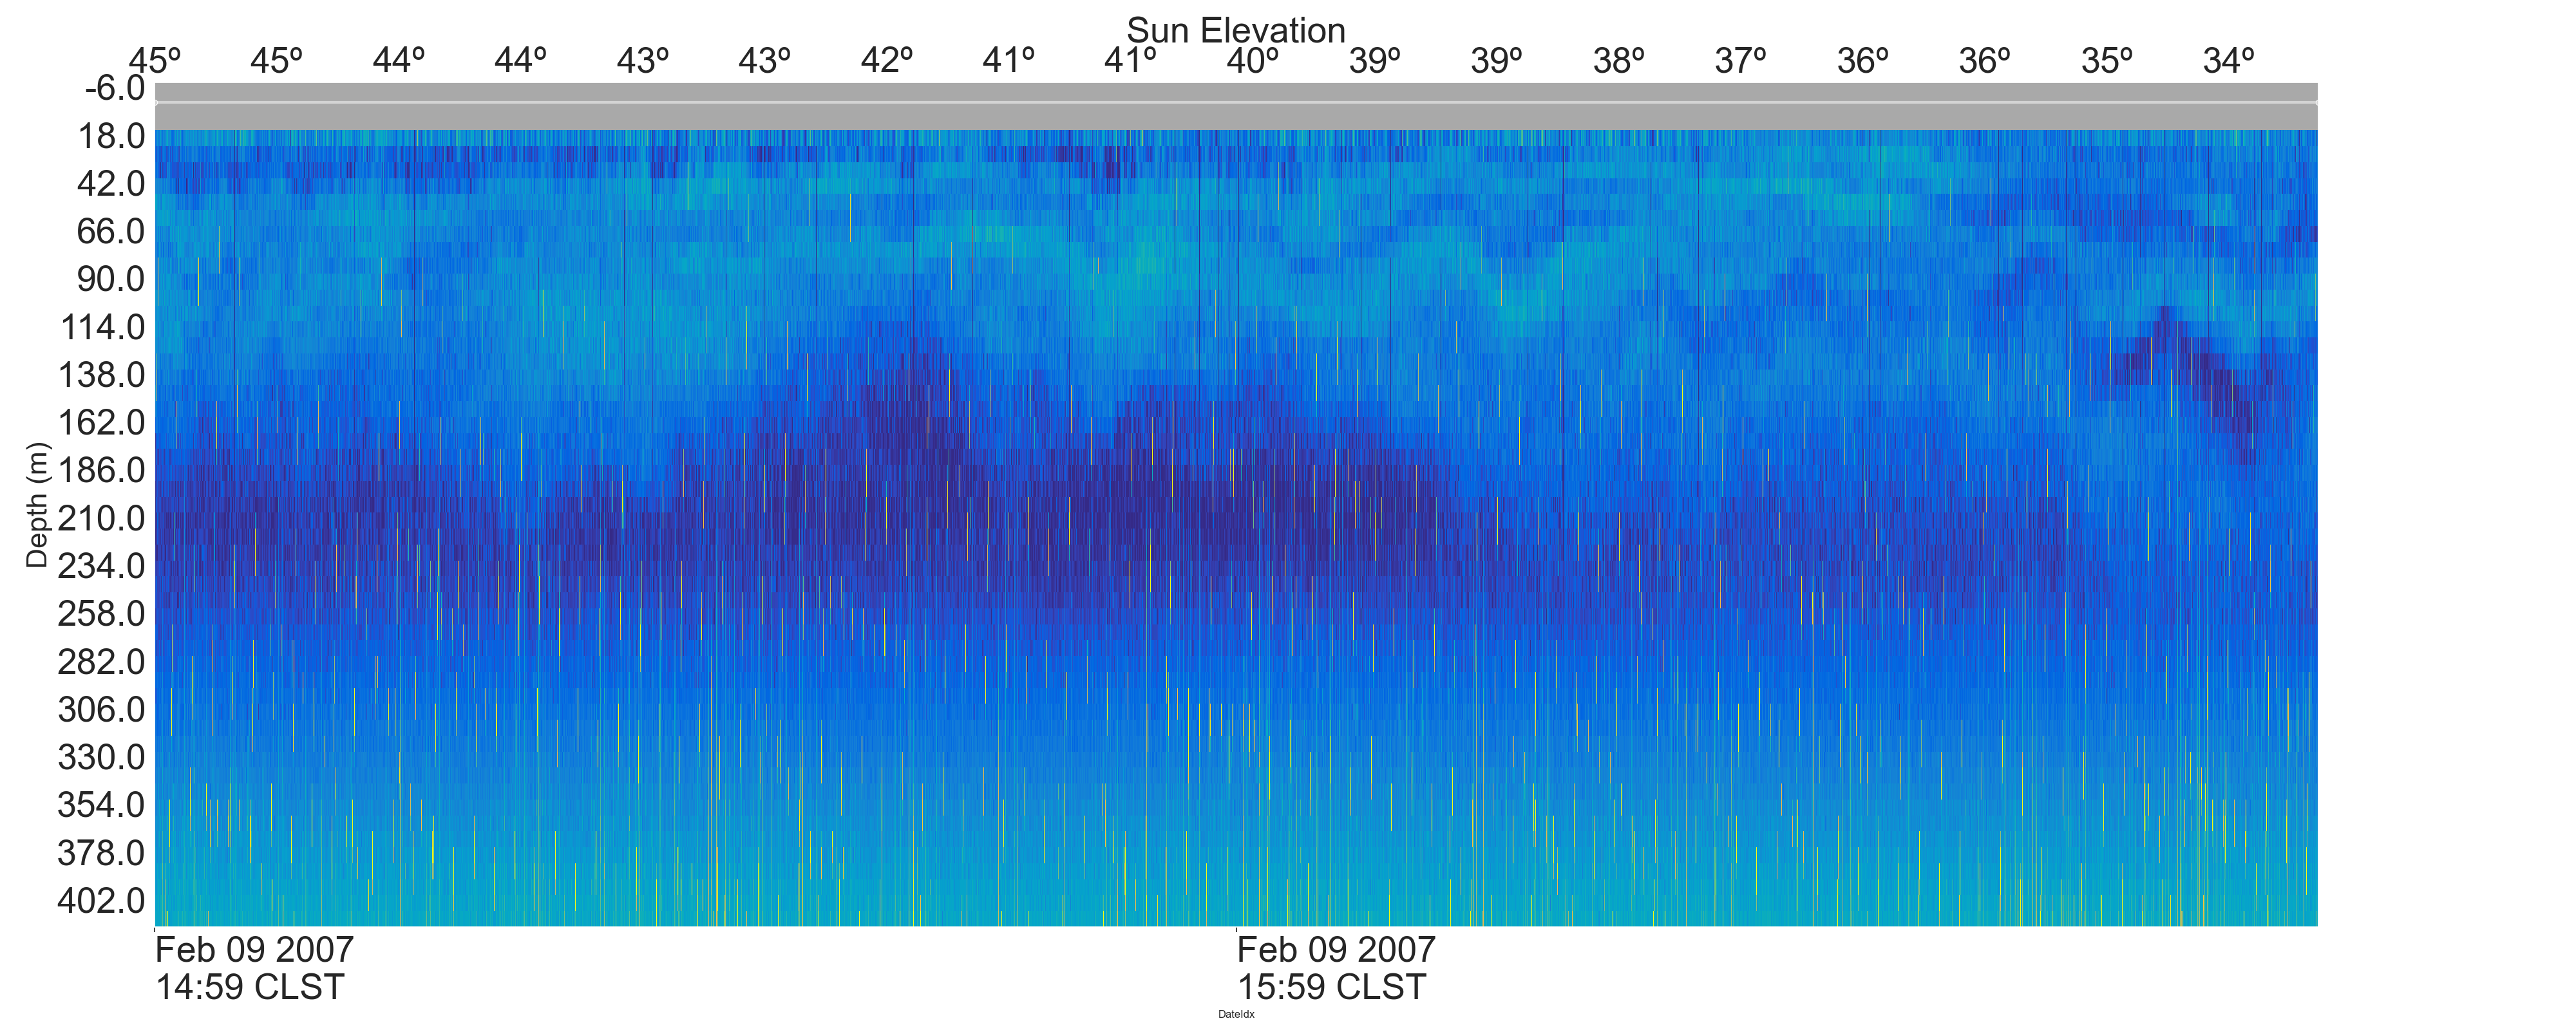 Sun Elevation
45º 45º 44º 44º 43º 43º 42º 41º 41º 40º 39º 39º 38º 37º 36º 36º 35º 34º
-6.0
18.0
42.0
66.0
90.0
114.0
138.0
162.0
186.0
210.0
234.0
258.0
282.0
306.0
330.0
354.0
378.0
402.0
Depth (m)
Feb 09 2007
14:59 CLST
Feb 09 2007
15:59 CLST
DateIdx